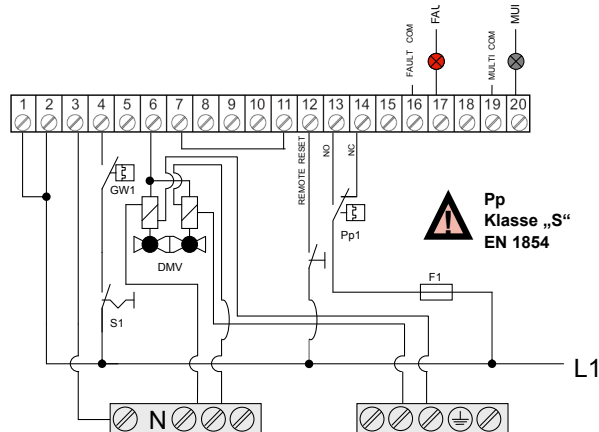 FAULT COM
MULTI COM
1 2 3 4 5 6 7 8 9 10 11 12 13 14 15 16 17 18 19 20
GW1
REMOTE RESET
NO
NC
Pp1
Pp
Klasse „S“
EN 1854
DMV
F1
S1
L1
N